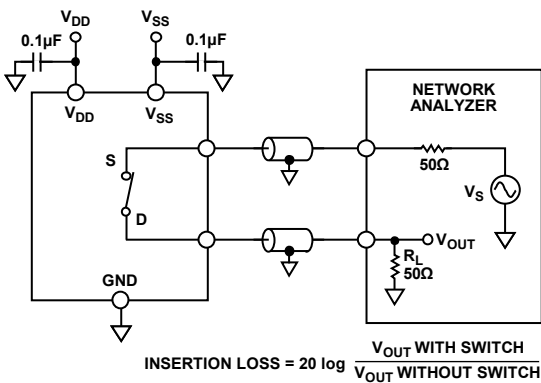 V_DD
V_SS
0.1µF
0.1µF
V_DD
V_SS
NETWORK
ANALYZER
50Ω
V_S
S
D
V_OUT
R_L
50Ω
GND
INSERTION LOSS = 20 log V_OUT WITH SWITCH
V_OUT WITHOUT SWITCH